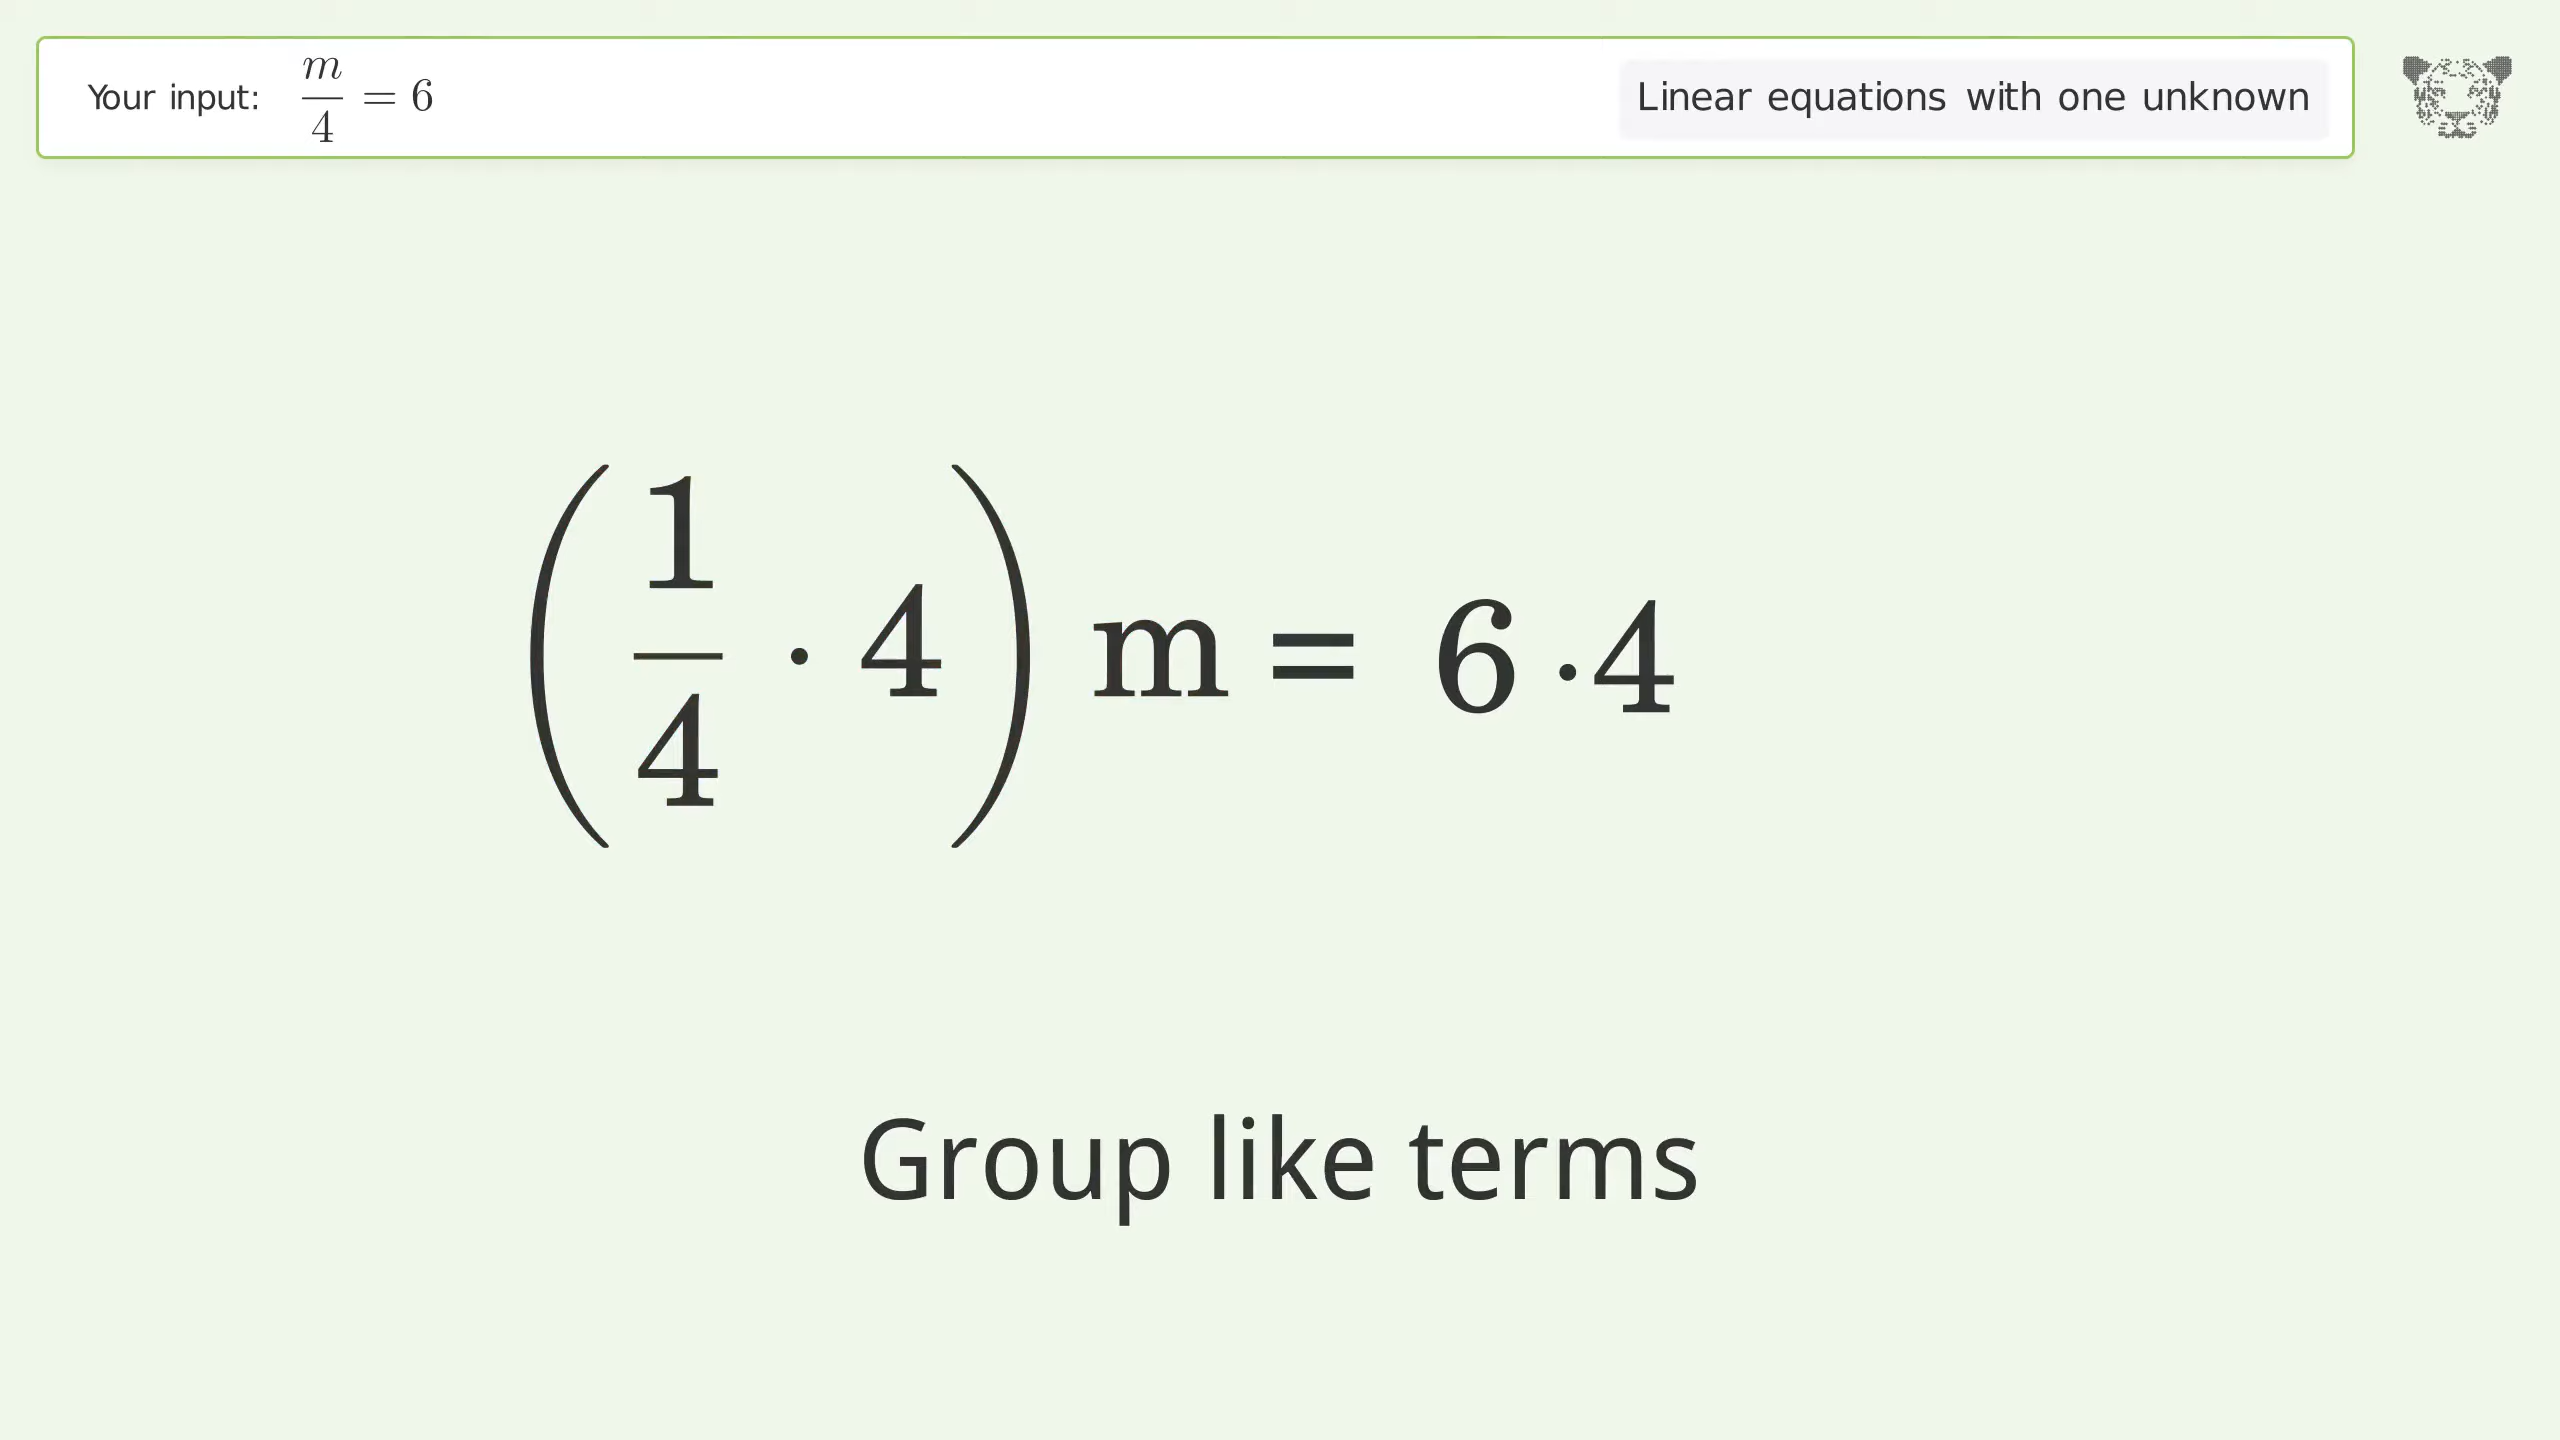 Your input: m/4 = 6
Linear equations with one unknown
(1/4 · 4) m = 6 · 4
Group like terms